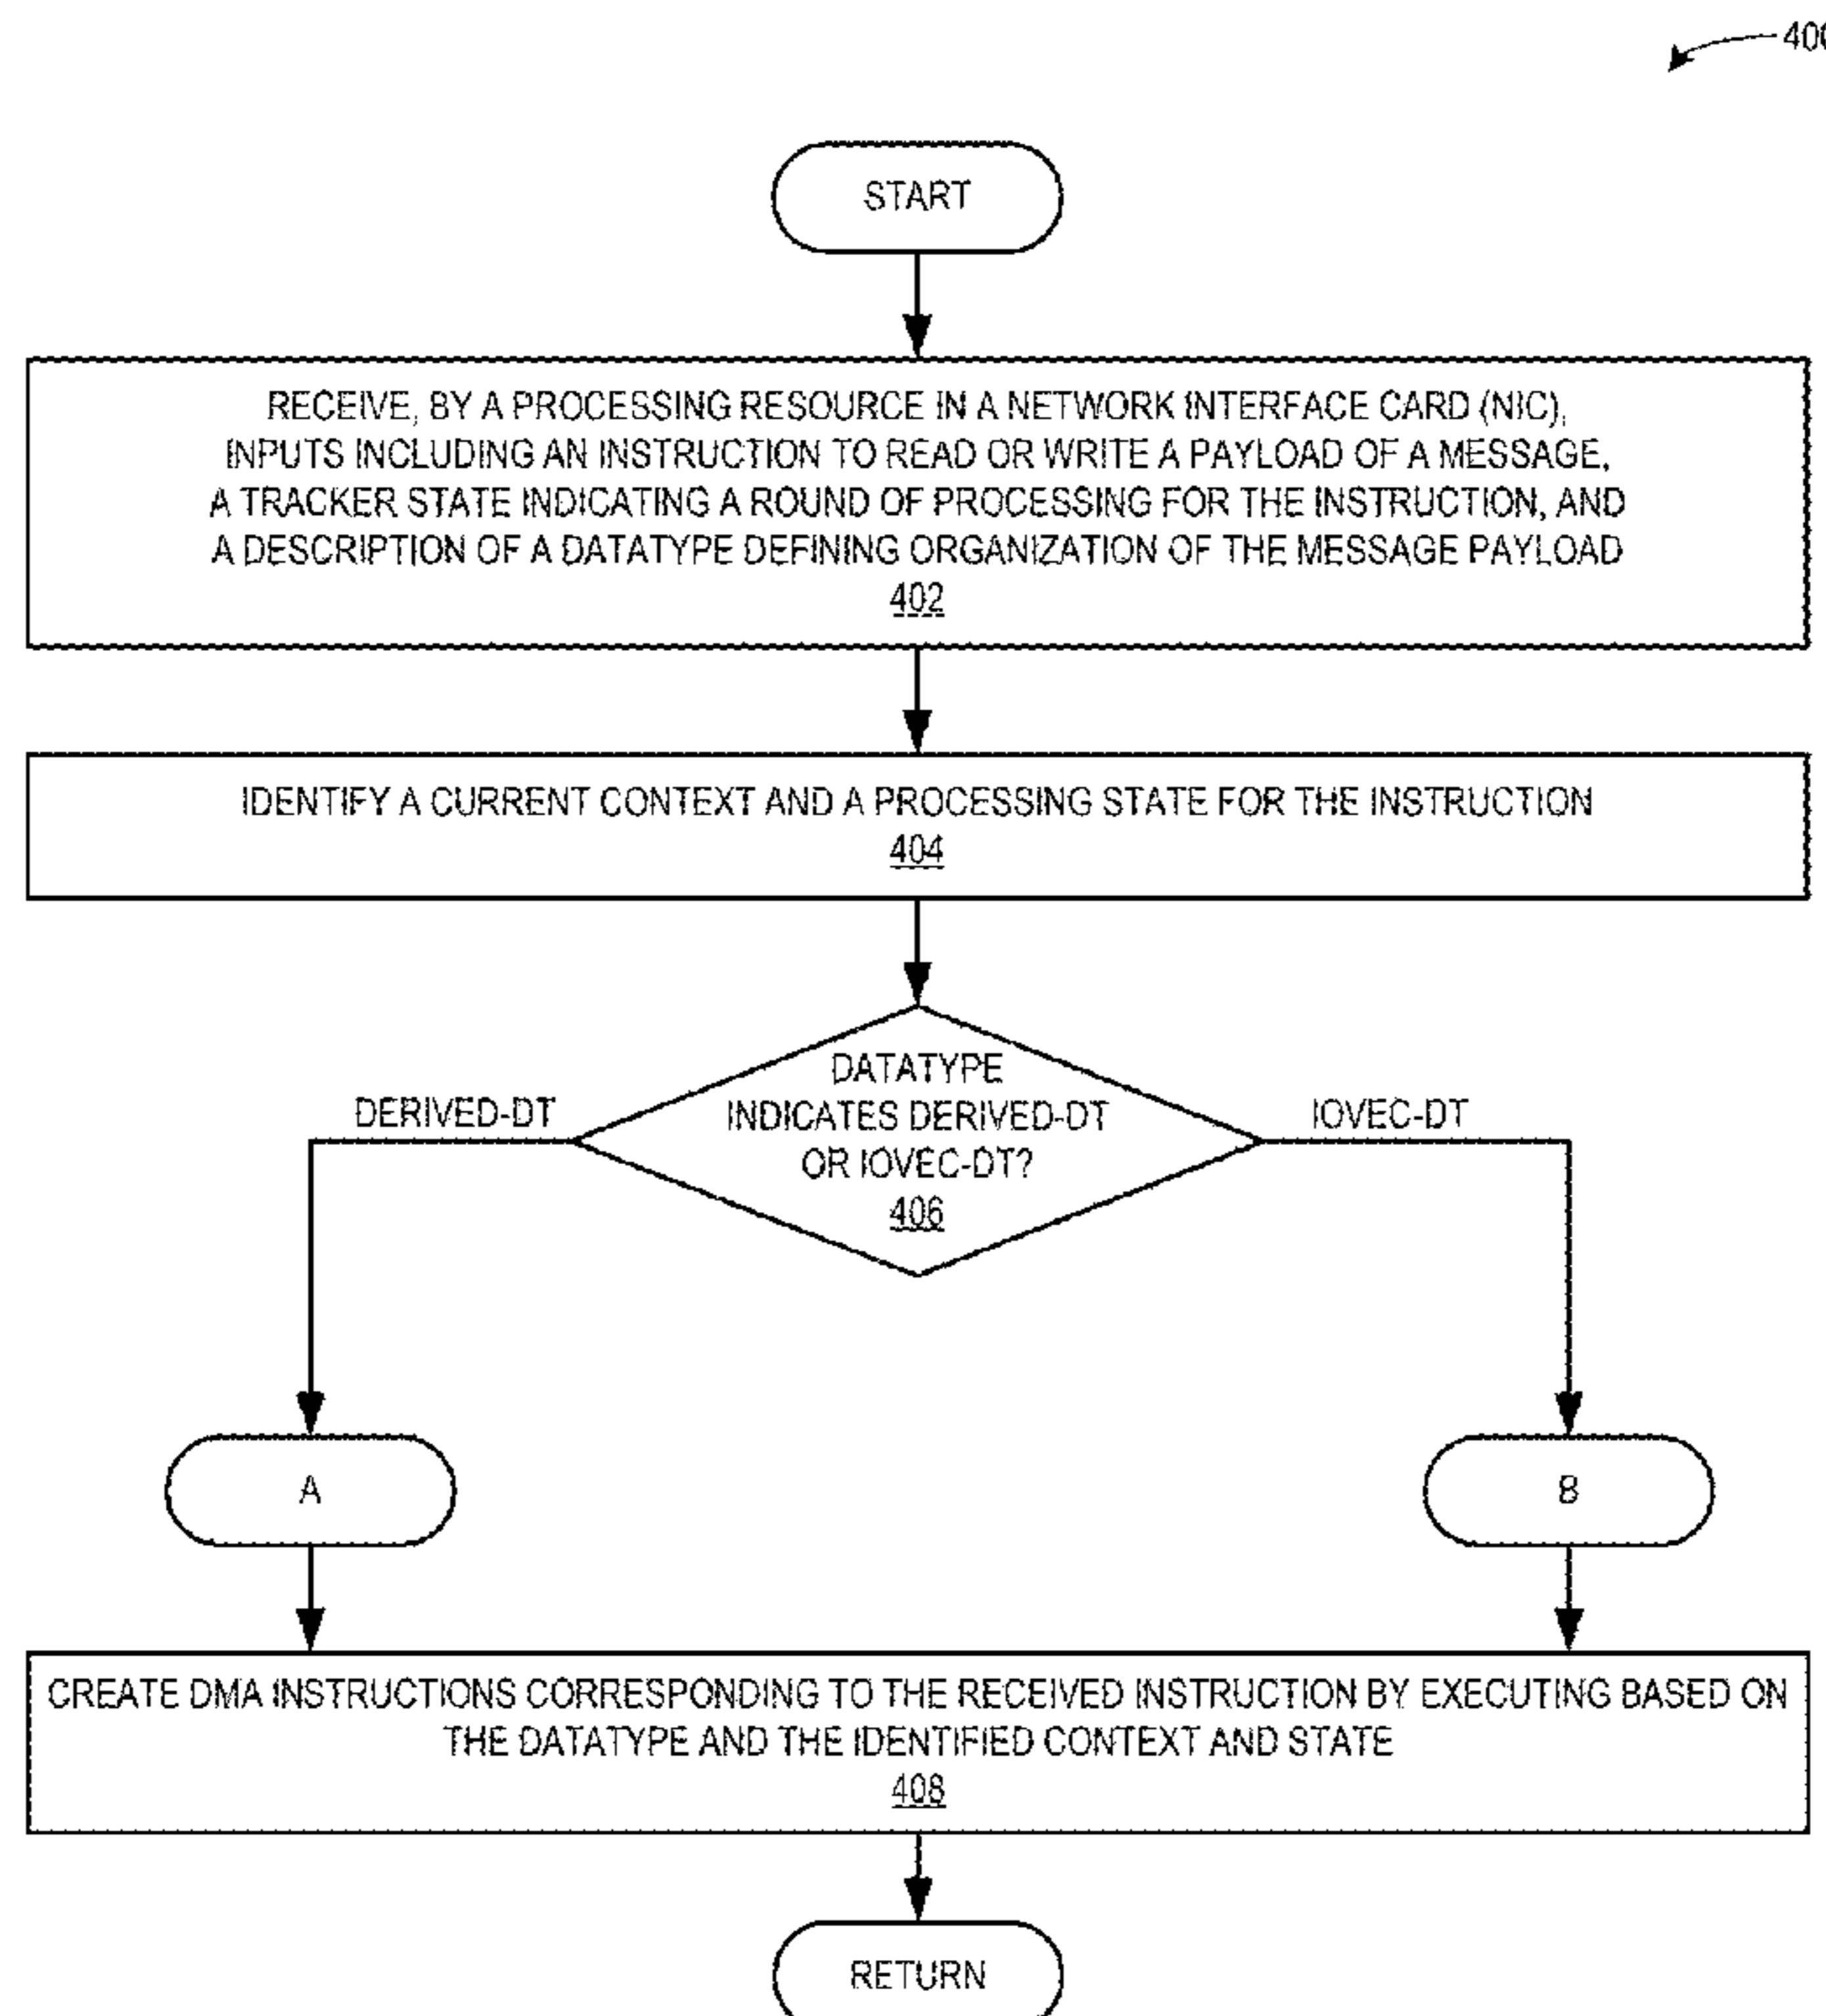 400
START
RECEIVE, BY A PROCESSING RESOURCE IN A NETWORK INTERFACE CARD (NIC),
INPUTS INCLUDING AN INSTRUCTION TO READ OR WRITE A PAYLOAD OF A MESSAGE,
A TRACKER STATE INDICATING A ROUND OF PROCESSING FOR THE INSTRUCTION, AND
A DESCRIPTION OF A DATATYPE DEFINING ORGANIZATION OF THE MESSAGE PAYLOAD
402
IDENTIFY A CURRENT CONTEXT AND A PROCESSING STATE FOR THE INSTRUCTION
404
DATATYPE
INDICATES DERIVED-DT
OR IOVEC-DT?
406
DERIVED-DT
IOVEC-DT
A
B
CREATE DMA INSTRUCTIONS CORRESPONDING TO THE RECEIVED INSTRUCTION BY EXECUTING BASED ON
THE DATATYPE AND THE IDENTIFIED CONTEXT AND STATE
408
RETURN